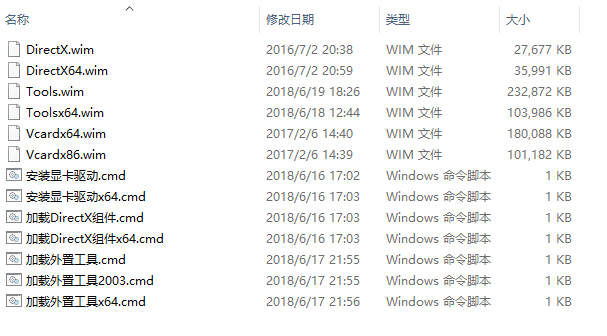 名称 修改日期 类型 大小
DirectX.wim 2016/7/2 20:38 WIM 文件 27,677 KB
DirectX64.wim 2016/7/2 20:59 WIM 文件 35,991 KB
Tools.wim 2018/6/19 18:26 WIM 文件 232,872 KB
Toolsx64.wim 2018/6/18 12:44 WIM 文件 103,986 KB
Vcardx64.wim 2017/2/6 14:40 WIM 文件 180,088 KB
Vcardx86.wim 2017/2/6 14:39 WIM 文件 101,182 KB
安装显卡驱动.cmd 2018/6/16 17:02 Windows 命令脚本 1 KB
安装显卡驱动x64.cmd 2018/6/16 17:03 Windows 命令脚本 1 KB
加载DirectX组件.cmd 2018/6/16 17:03 Windows 命令脚本 1 KB
加载DirectX组件x64.cmd 2018/6/16 17:03 Windows 命令脚本 1 KB
加载外置工具.cmd 2018/6/17 21:55 Windows 命令脚本 1 KB
加载外置工具2003.cmd 2018/6/17 21:55 Windows 命令脚本 1 KB
加载外置工具x64.cmd 2018/6/17 21:56 Windows 命令脚本 1 KB